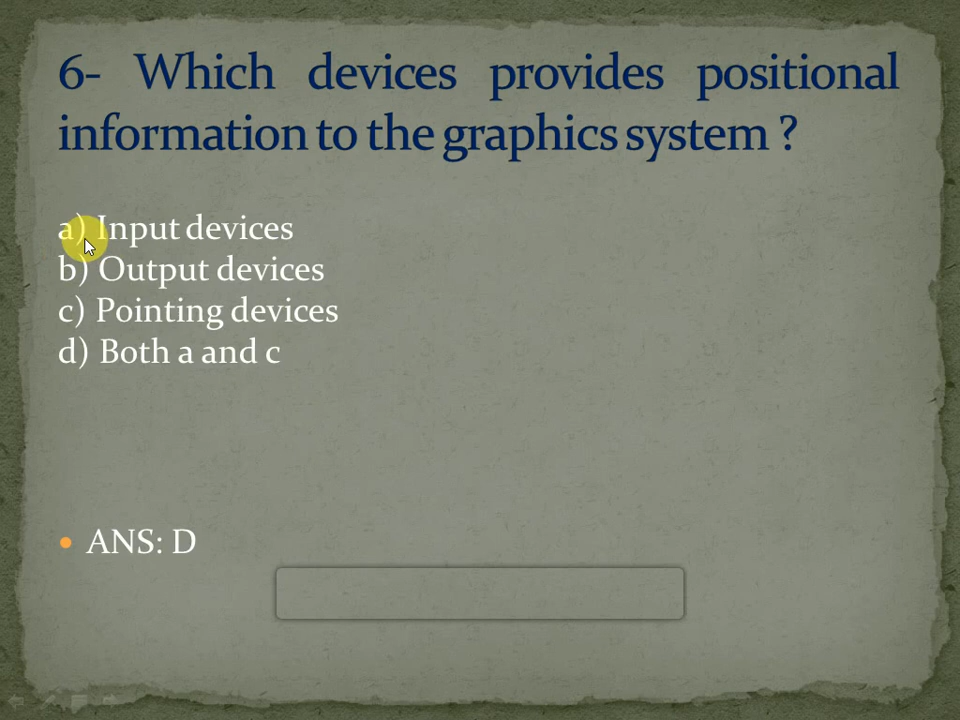 6- Which devices provides positional
information to the graphics system ?
a) Input devices
b) Output devices
c) Pointing devices
d) Both a and c
• ANS: D